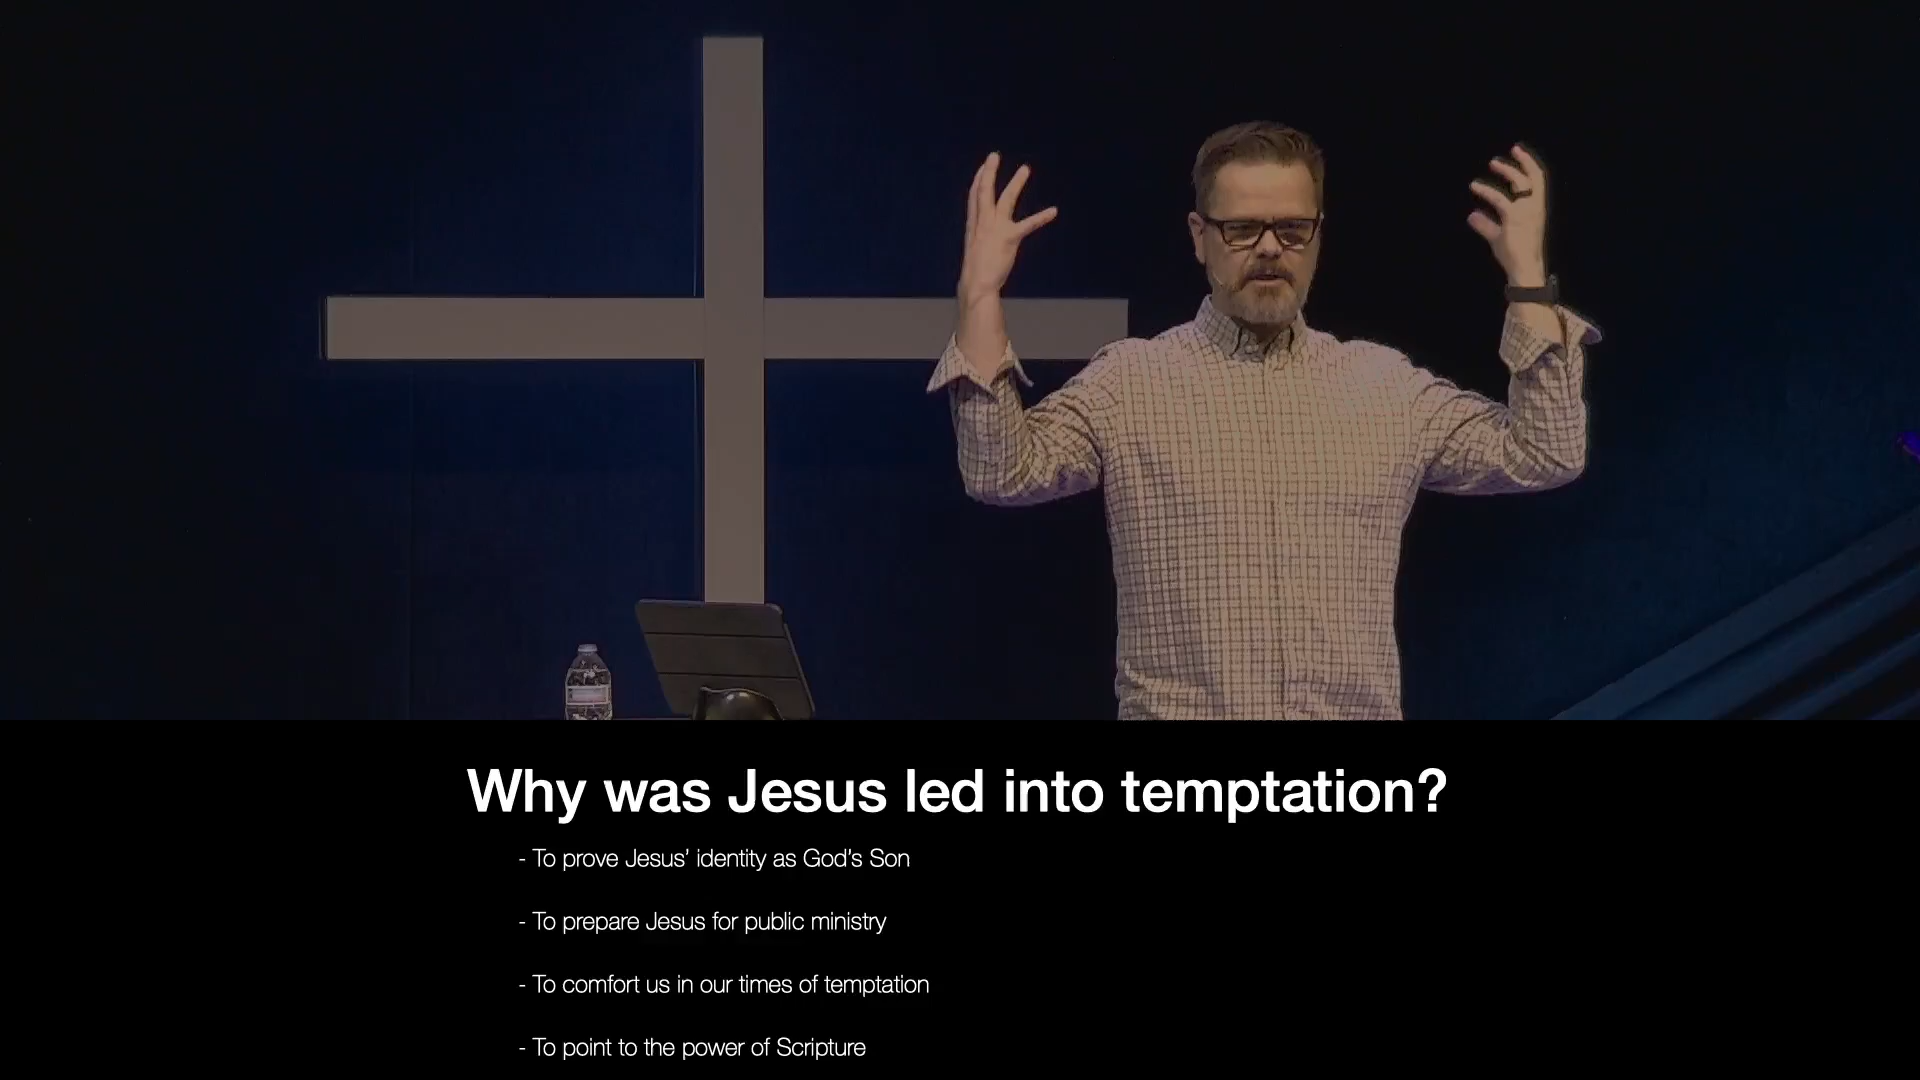 Why was Jesus led into temptation?
- To prove Jesus’ identity as God’s Son
- To prepare Jesus for public ministry
- To comfort us in our times of temptation
- To point to the power of Scripture